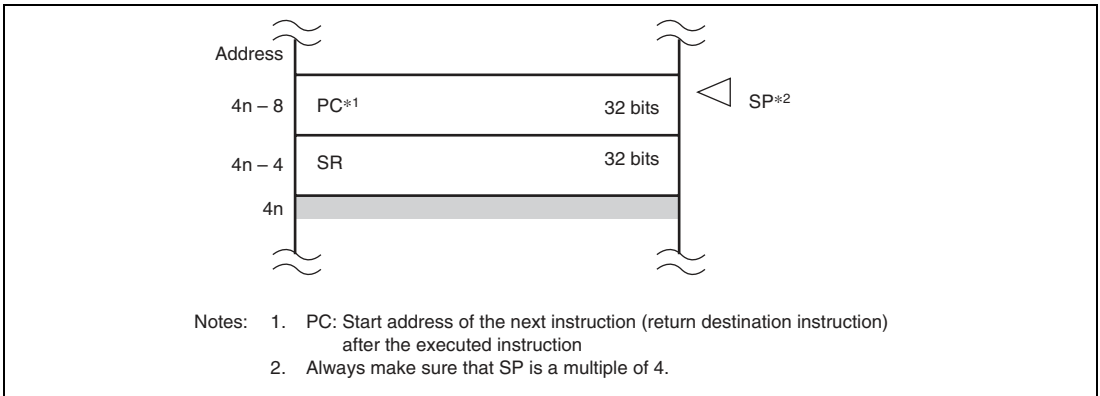 Address
4n – 8 PC*1 32 bits SP*2
4n – 4 SR 32 bits
4n
Notes: 1. PC: Start address of the next instruction (return destination instruction)
after the executed instruction
2. Always make sure that SP is a multiple of 4.